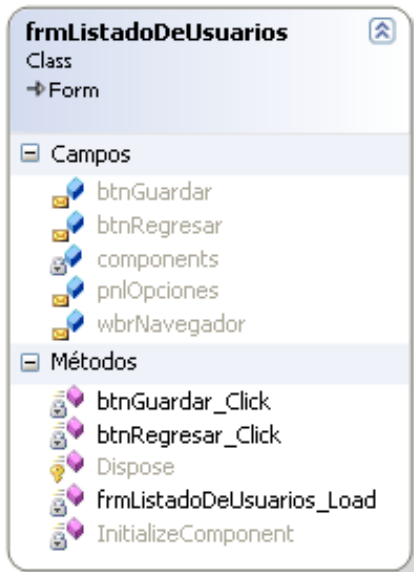 frmListadoDeUsuarios
Class
Form
Campos
btnGuardar
btnRegresar
components
pnlOpciones
wbrNavegador
Métodos
btnGuardar_Click
btnRegresar_Click
Dispose
frmListadoDeUsuarios_Load
InitializeComponent